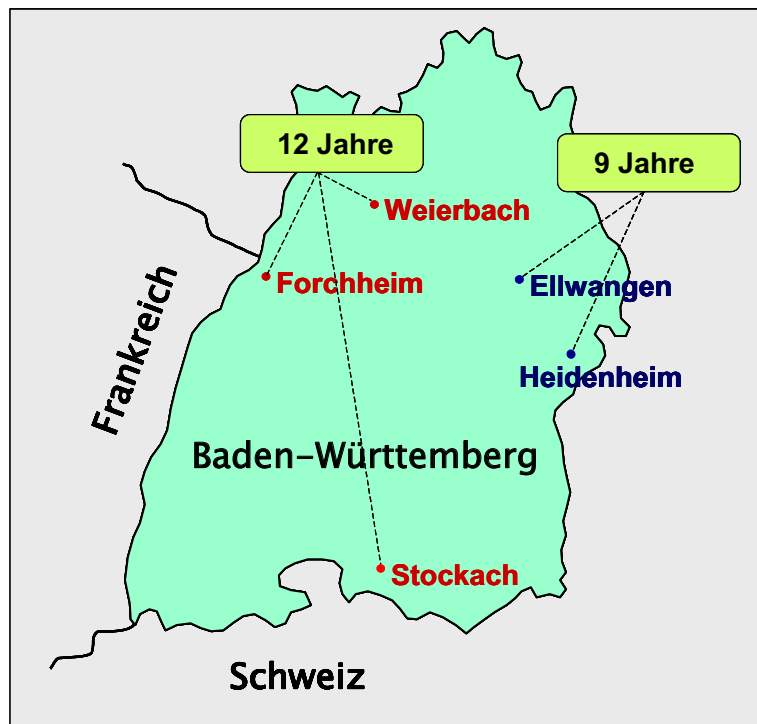 12 Jahre
9 Jahre
Weierbach
Forchheim
Ellwangen
Frankreich
Heidenheim
Baden-Württemberg
Stockach
Schweiz